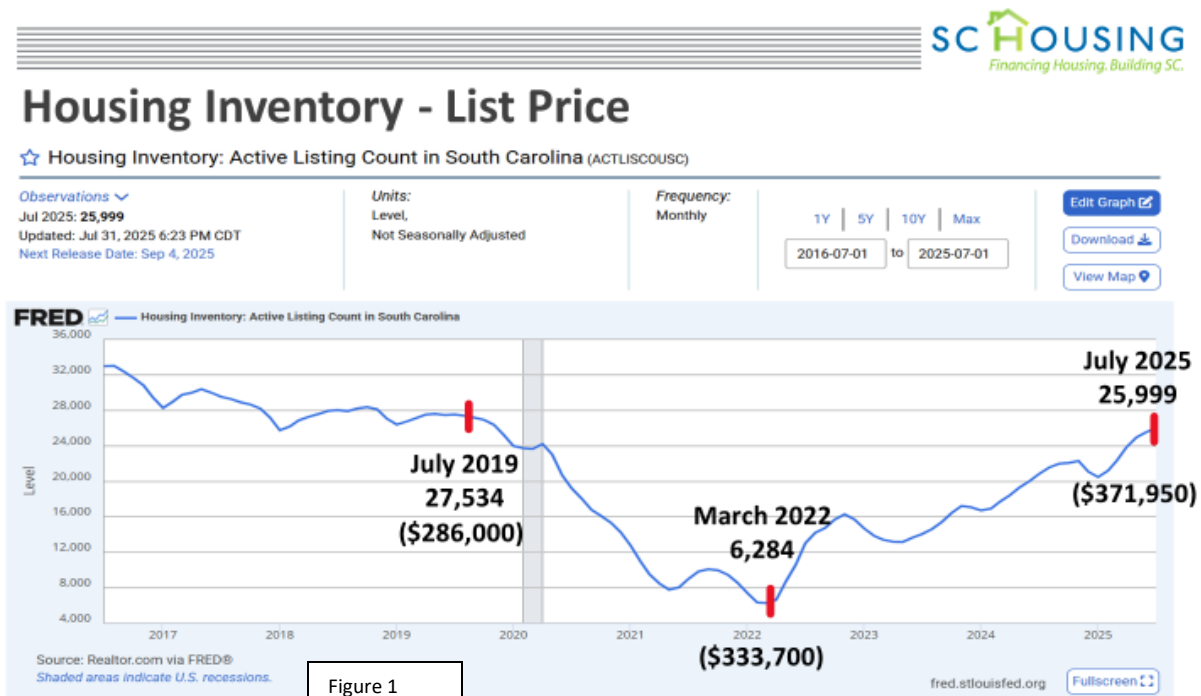 SC HOUSING
Financing Housing. Building SC.
Housing Inventory - List Price
Housing Inventory: Active Listing Count in South Carolina (ACTLISCOUSC)
Observations
Jul 2025: 25,999
Updated: Jul 31, 2025 6:23 PM CDT
Next Release Date: Sep 4, 2025
Units:
Level,
Not Seasonally Adjusted
Frequency:
Monthly
1Y | 5Y | 10Y | Max
2016-07-01 to 2025-07-01
Edit Graph
Download
View Map
FRED
Housing Inventory: Active Listing Count in South Carolina
36,000
32,000
28,000
24,000
20,000
16,000
12,000
8,000
4,000
Level
July 2019
27,534
($286,000)
March 2022
6,284
($333,700)
July 2025
25,999
($371,950)
2017 2018 2019 2020 2021 2022 2023 2024 2025
Source: Realtor.com via FRED®
Shaded areas indicate U.S. recessions.
Figure 1
fred.stlouisfed.org
Fullscreen